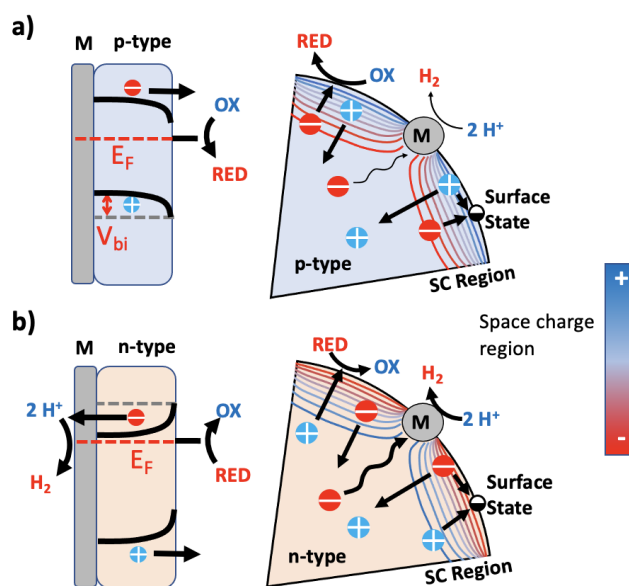 a)
M p-type
OX
RED
E_F
V_bi
RED
OX
H₂
2 H⁺
M
Surface
State
p-type
SC Region
b)
M n-type
2 H⁺
OX
E_F
H₂
RED
RED
OX
H₂
2 H⁺
M
Surface
State
n-type
SC Region
Space charge
region
+
-